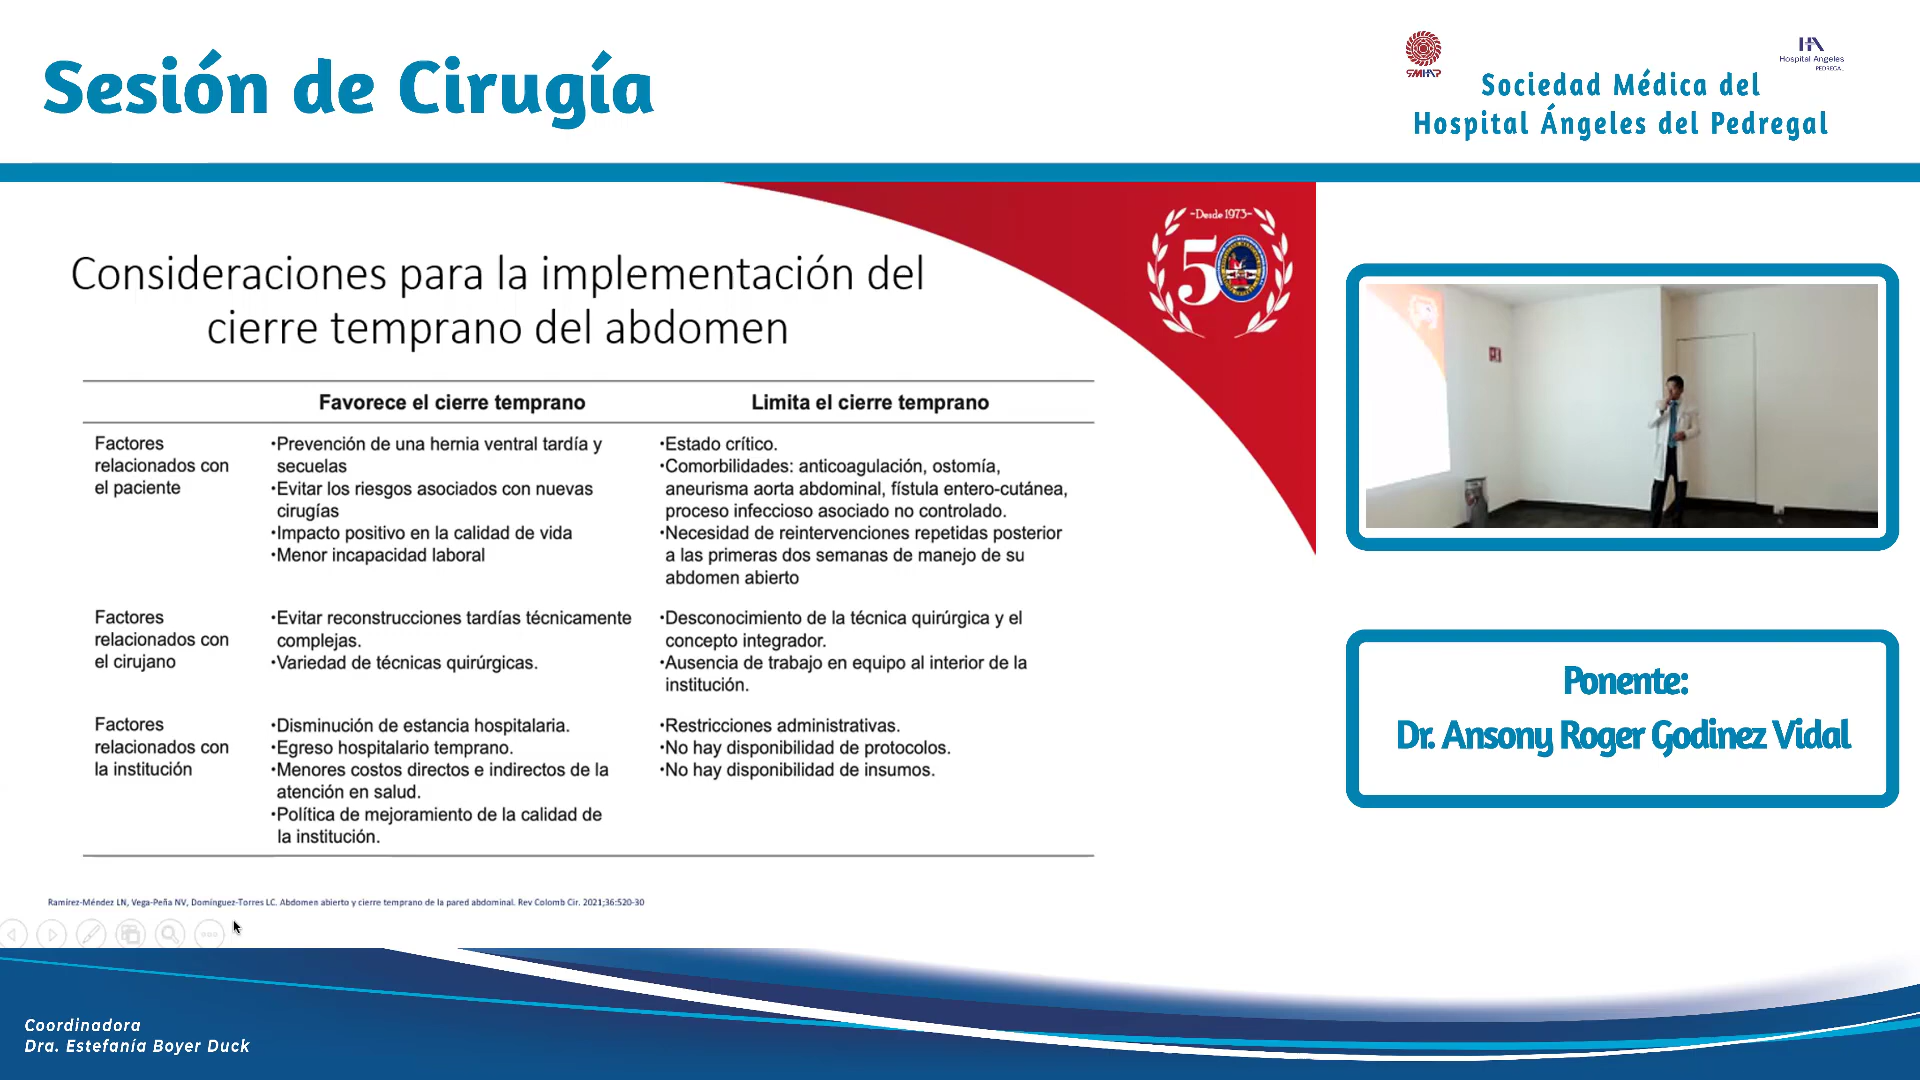 Sesión de Cirugía
SMHAP
Hospital Angeles
PEDREGAL
Sociedad Médica del
Hospital Ángeles del Pedregal
-Desde 1973-
50
Consideraciones para la implementación del
cierre temprano del abdomen
Favorece el cierre temprano
Limita el cierre temprano
Factores
relacionados con
el paciente
·Prevención de una hernia ventral tardía y
secuelas
·Evitar los riesgos asociados con nuevas
cirugías
·Impacto positivo en la calidad de vida
·Menor incapacidad laboral
·Estado crítico.
·Comorbilidades: anticoagulación, ostomía,
aneurisma aorta abdominal, fístula entero-cutánea,
proceso infeccioso asociado no controlado.
·Necesidad de reintervenciones repetidas posterior
a las primeras dos semanas de manejo de su
abdomen abierto
Factores
relacionados con
el cirujano
·Evitar reconstrucciones tardías técnicamente
complejas.
·Variedad de técnicas quirúrgicas.
·Desconocimiento de la técnica quirúrgica y el
concepto integrador.
·Ausencia de trabajo en equipo al interior de la
institución.
Factores
relacionados con
la institución
·Disminución de estancia hospitalaria.
·Egreso hospitalario temprano.
·Menores costos directos e indirectos de la
atención en salud.
·Política de mejoramiento de la calidad de
la institución.
·Restricciones administrativas.
·No hay disponibilidad de protocolos.
·No hay disponibilidad de insumos.
Ramírez-Méndez LN, Vega-Peña NV, Domínguez-Torres LC. Abdomen abierto y cierre temprano de la pared abdominal. Rev Colomb Cir. 2021;36:520-30
Ponente:
Dr. Ansony Roger Godinez Vidal
Coordinadora
Dra. Estefanía Boyer Duck